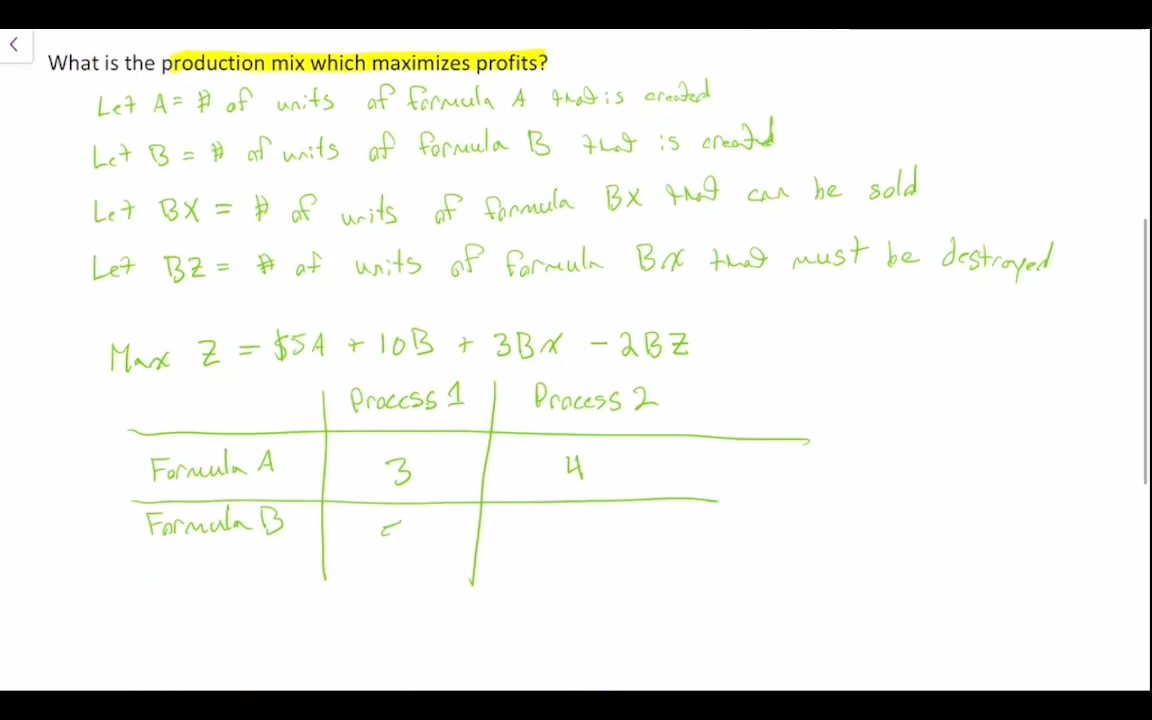 What is the production mix which maximizes profits?
Let A = # of units of formula A that is created
Let B = # of units of formula B that is created
Let BX = # of units of formula BX that can be sold
Let BZ = # of units of formula BX that must be destroyed
Max Z = $5A + 10B + 3BX - 2BZ
Process 1 Process 2
Formula A 3 4
Formula B